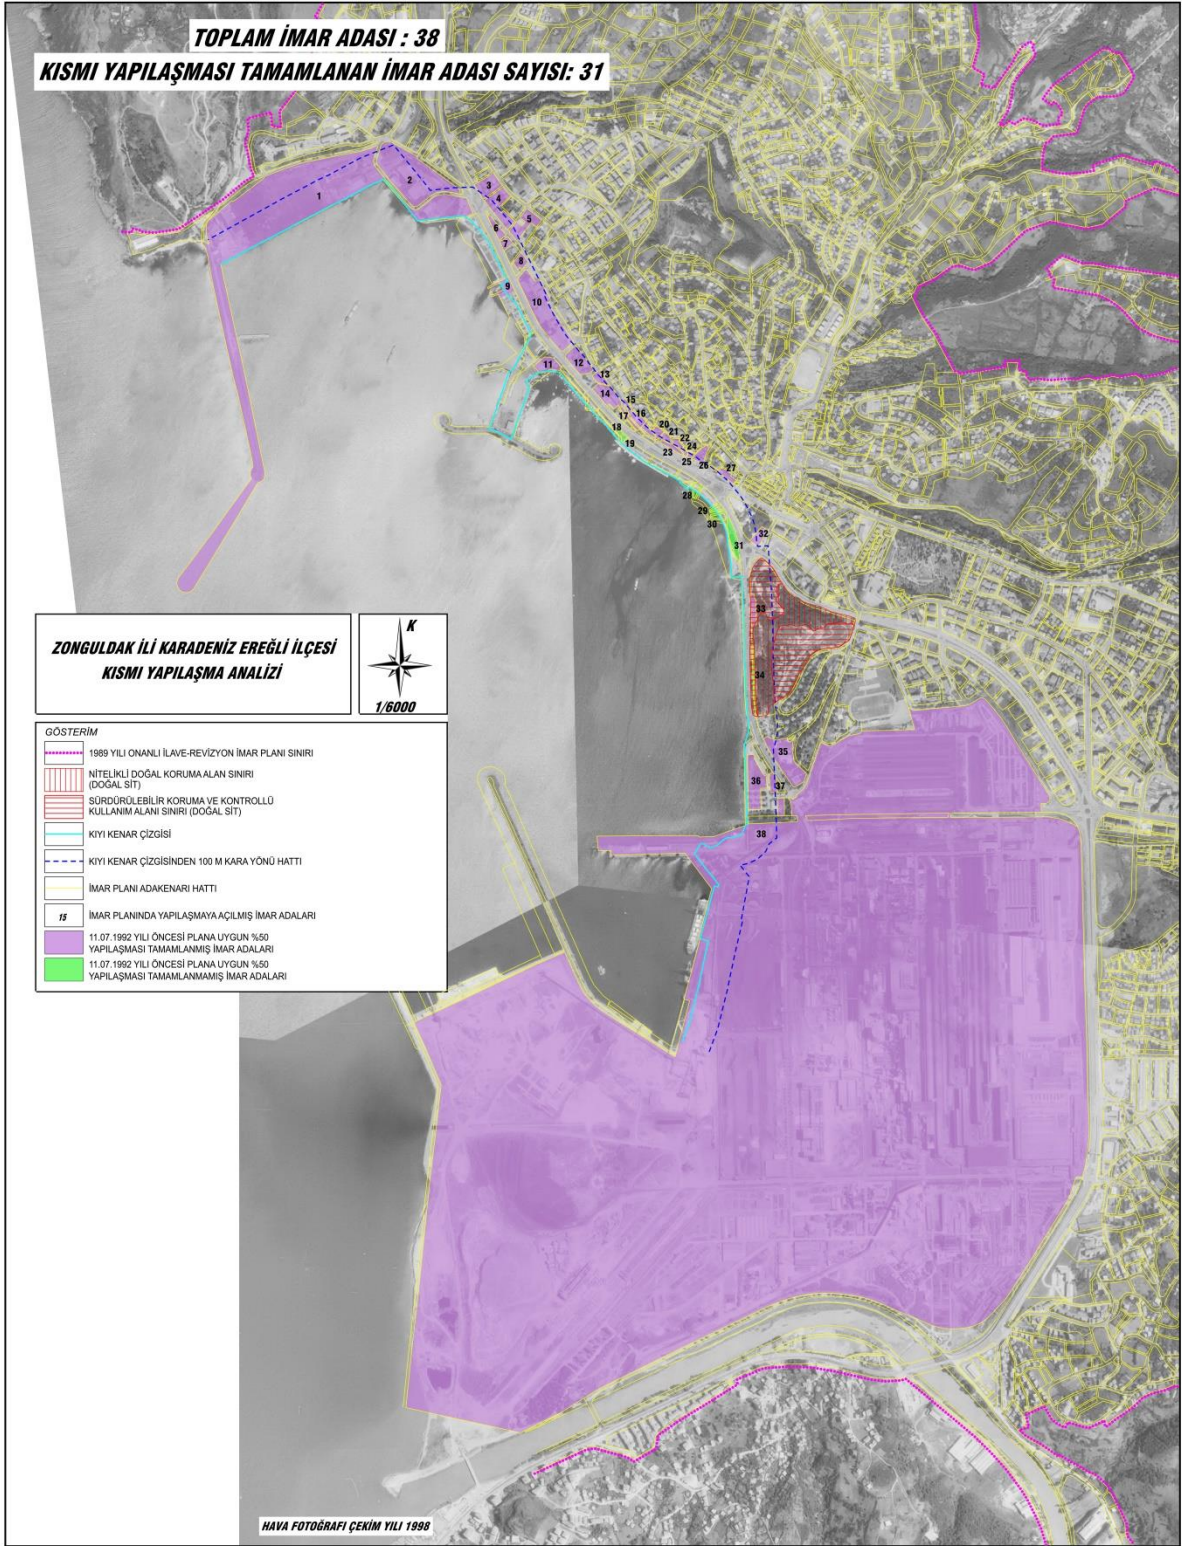 TOPLAM İMAR ADASI : 38
KISMI YAPILAŞMASI TAMAMLANAN İMAR ADASI SAYISI: 31
1
2
3
4
5
6
7
8
9
10
11
12
13
14
15
16
17
18
19
20
21
22
23
24
25
26
27
28
29
30
31
32
33
34
35
36
37
38
ZONGULDAK İLİ KARADENİZ EREĞLİ İLÇESİ
KISMI YAPILAŞMA ANALİZİ
K
1/6000
GÖSTERİM
1989 YILI ONANLI İLAVE-REVİZYON İMAR PLANI SINIRI
NİTELİKLİ DOĞAL KORUMA ALAN SINIRI
(DOĞAL SİT)
SÜRDÜRÜLEBİLİR KORUMA VE KONTROLLÜ
KULLANIM ALANI SINIRI (DOĞAL SİT)
KIYI KENAR ÇİZGİSİ
KIYI KENAR ÇİZGİSİNDEN 100 M KARA YÖNÜ HATTI
İMAR PLANI ADAKENARI HATTI
15 İMAR PLANINDA YAPILAŞMAYA AÇILMIŞ İMAR ADALARI
11.07.1992 YILI ÖNCESİ PLANA UYGUN %50
YAPILAŞMASI TAMAMLANMIŞ İMAR ADALARI
11.07.1992 YILI ÖNCESİ PLANA UYGUN %50
YAPILAŞMASI TAMAMLANMAMIŞ İMAR ADALARI
HAVA FOTOĞRAFI ÇEKİM YILI 1998